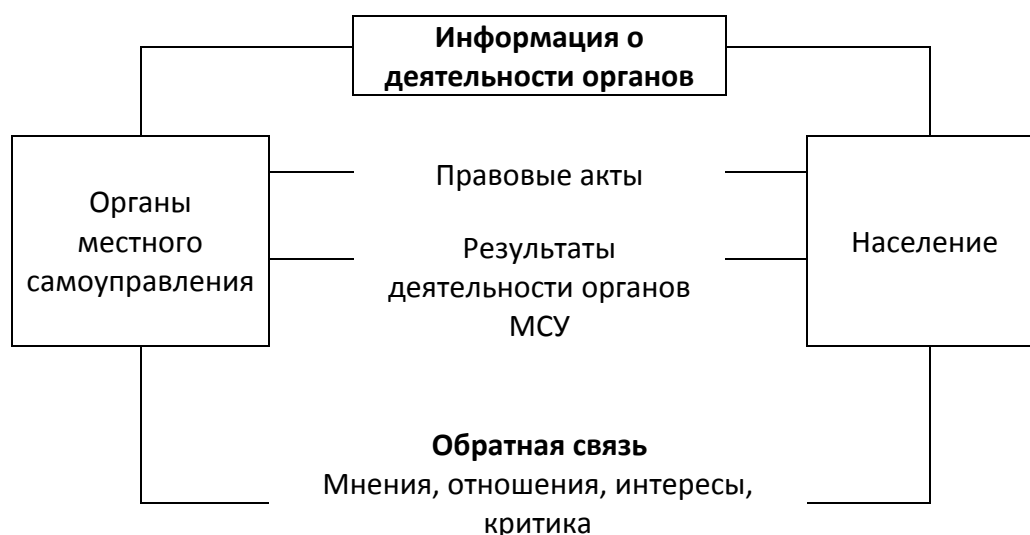 Информация о
деятельности органов
Органы
местного
самоуправления
Правовые акты
Результаты
деятельности органов
МСУ
Население
Обратная связь
Мнения, отношения, интересы,
критика